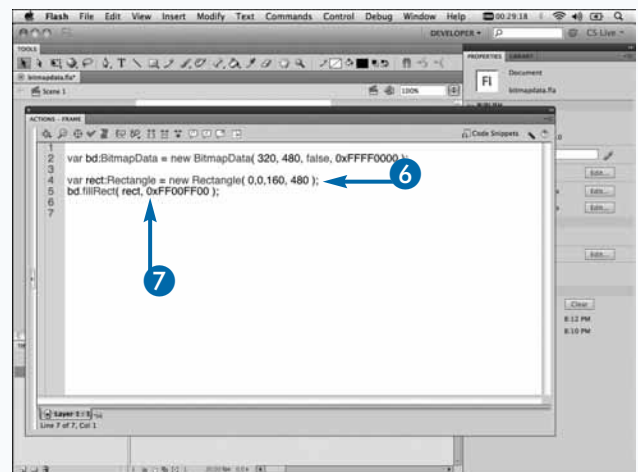 Flash File Edit View Insert Modify Text Commands Control Debug Window Help 00:29:18 Q
DEVELOPER CS Live
TOOLS
PROPERTIES LIBRARY
bitmapdata.fla*
Scene 1 100%
Fl Document
bitmapdata.fla
ACTIONS - FRAME
Code Snippets
1
2 var bd:BitmapData = new BitmapData( 320, 480, false, 0xFFFF0000 );
3
4 var rect:Rectangle = new Rectangle( 0,0,160, 480 );
5 bd.fillRect( rect, 0xFF00FF00 );
6
7
6
7
Edit...
Edit...
Edit...
Edit...
Clear
8:12 PM
8:10 PM
Layer 1 : 1
Line 7 of 7, Col 1